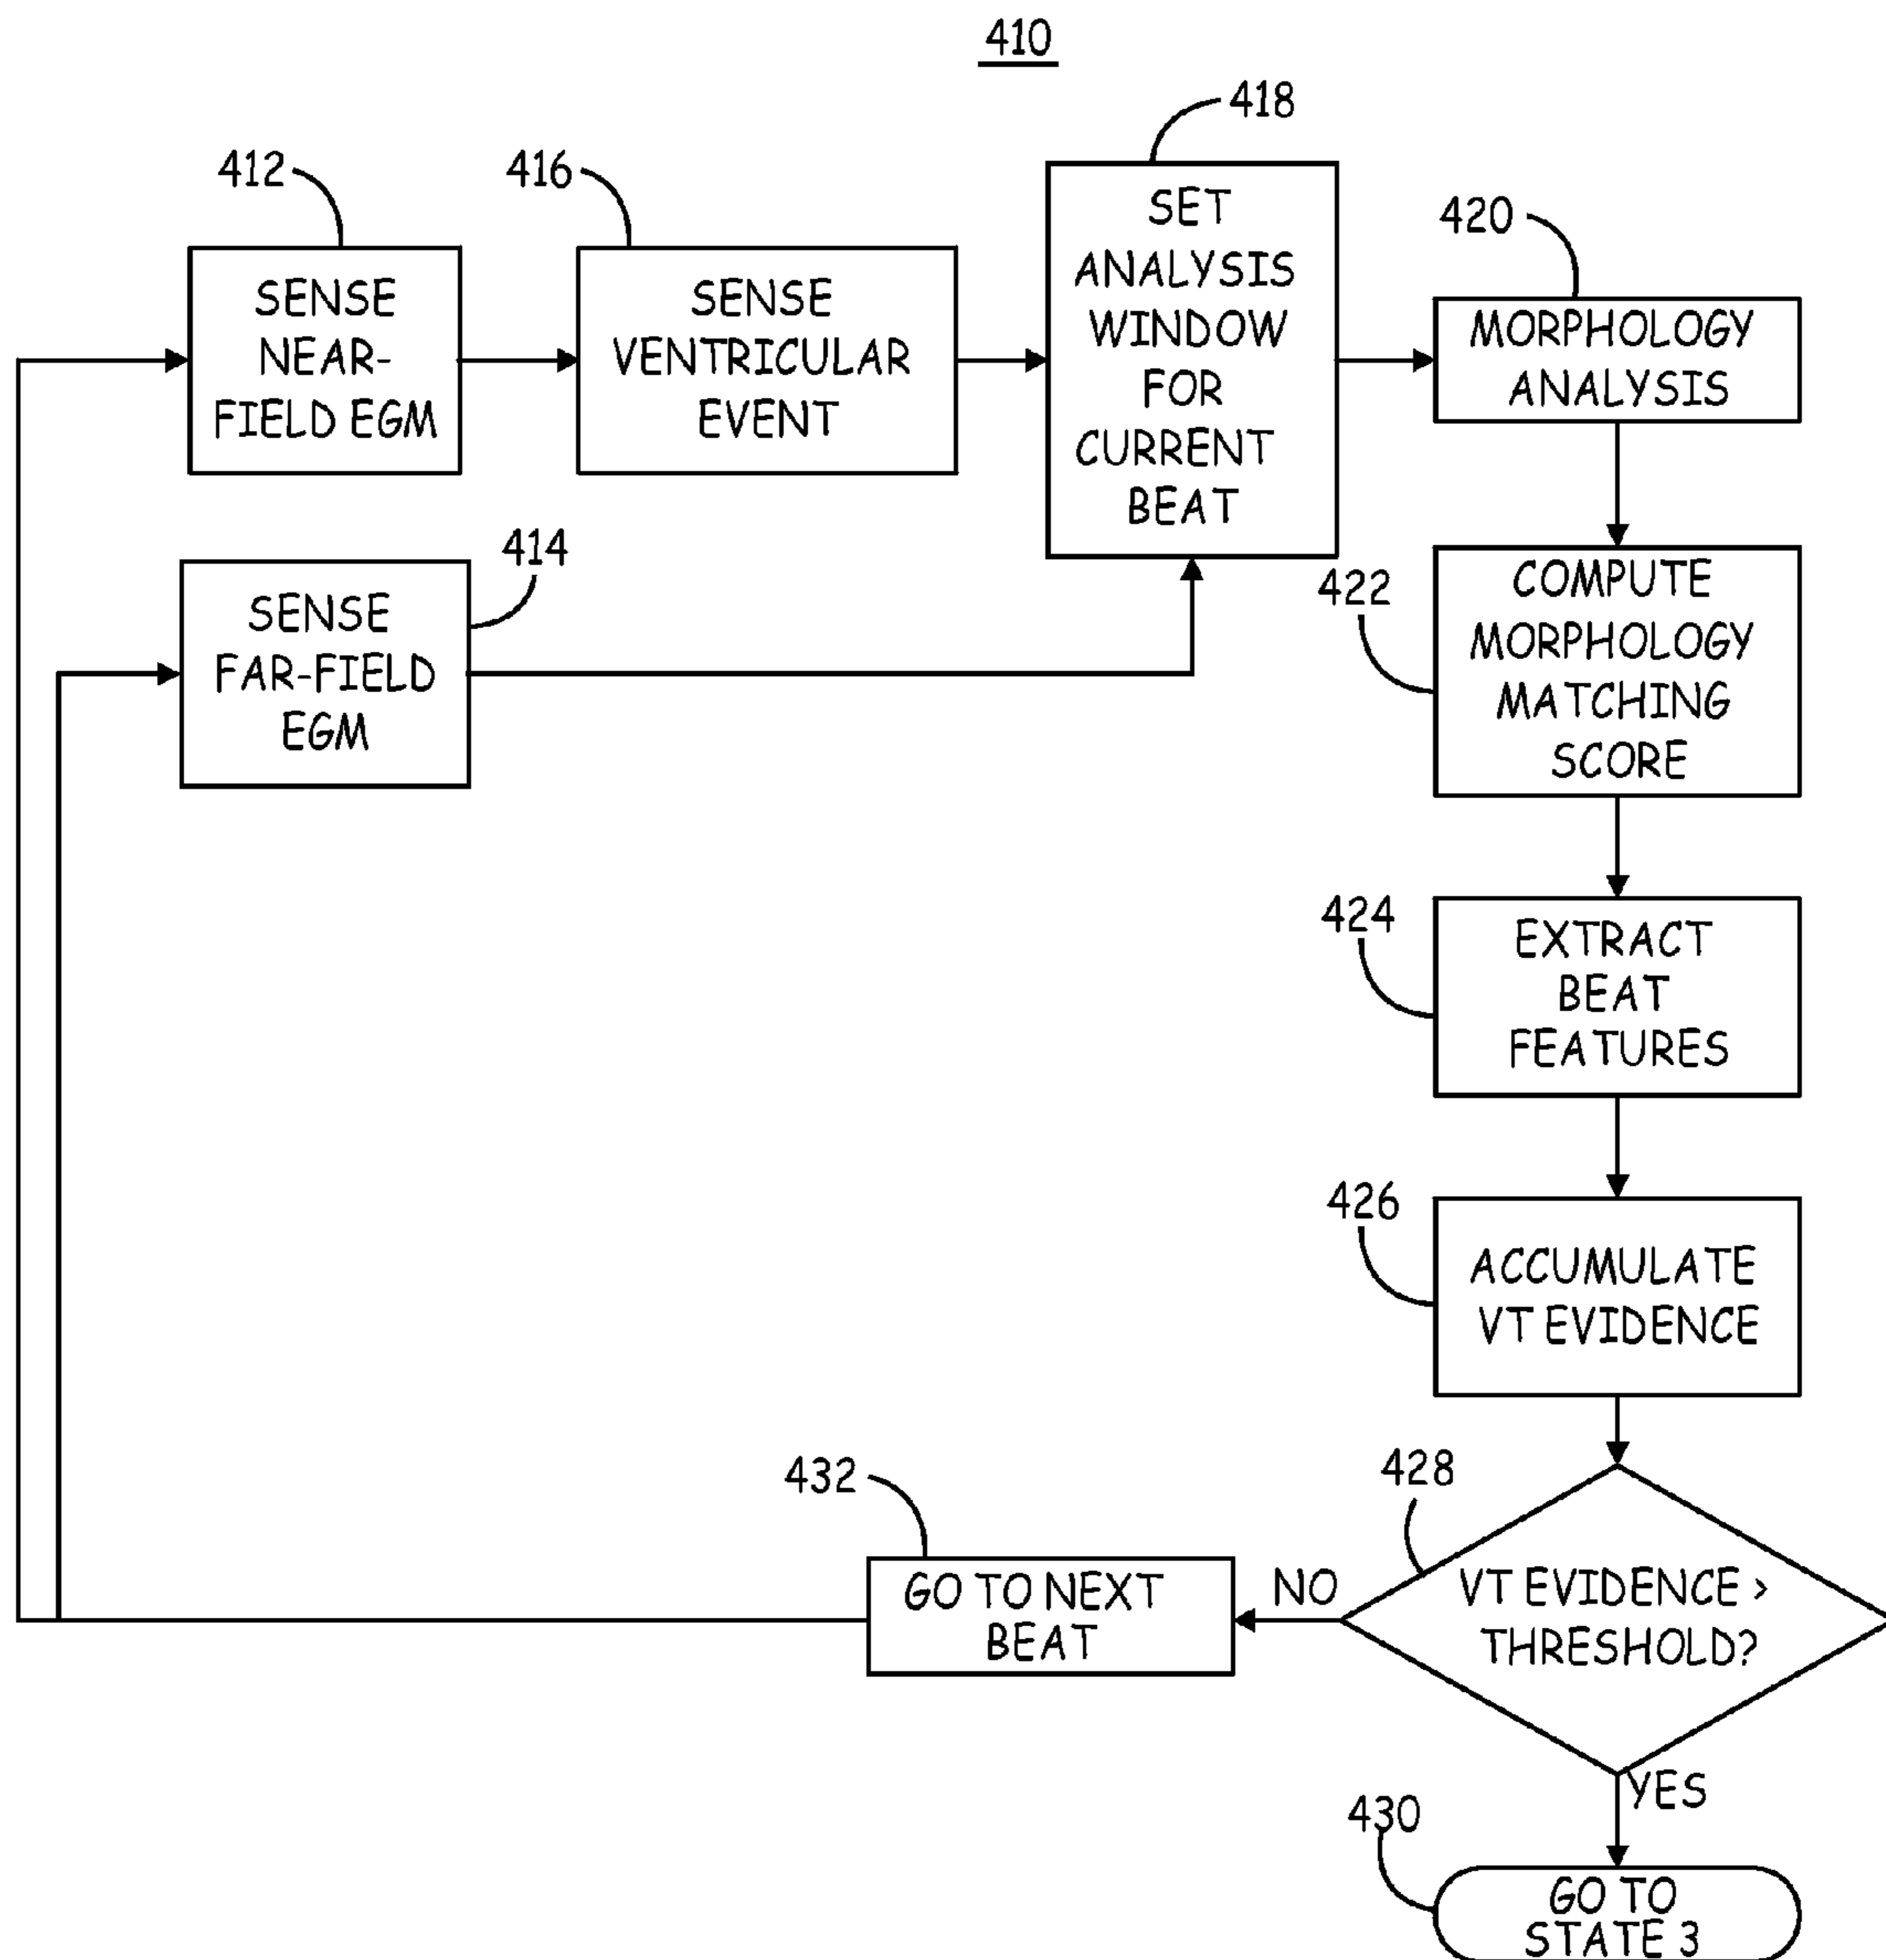 410
412
SENSE
NEAR-
FIELD EGM
416
SENSE
VENTRICULAR
EVENT
418
SET
ANALYSIS
WINDOW
FOR
CURRENT
BEAT
420
MORPHOLOGY
ANALYSIS
414
SENSE
FAR-FIELD
EGM
422
COMPUTE
MORPHOLOGY
MATCHING
SCORE
424
EXTRACT
BEAT
FEATURES
426
ACCUMULATE
VT EVIDENCE
428
VT EVIDENCE >
THRESHOLD?
NO
432
GO TO NEXT
BEAT
YES
430
GO TO
STATE 3